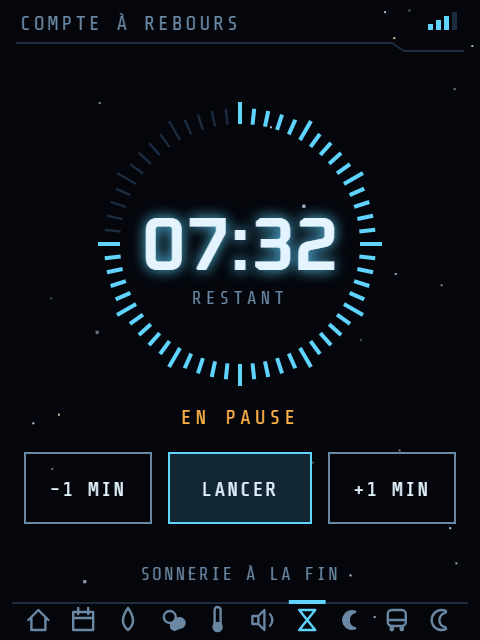 COMPTE À REBOURS
07:32
RESTANT
EN PAUSE
-1 MIN
LANCER
+1 MIN
SONNERIE À LA FIN